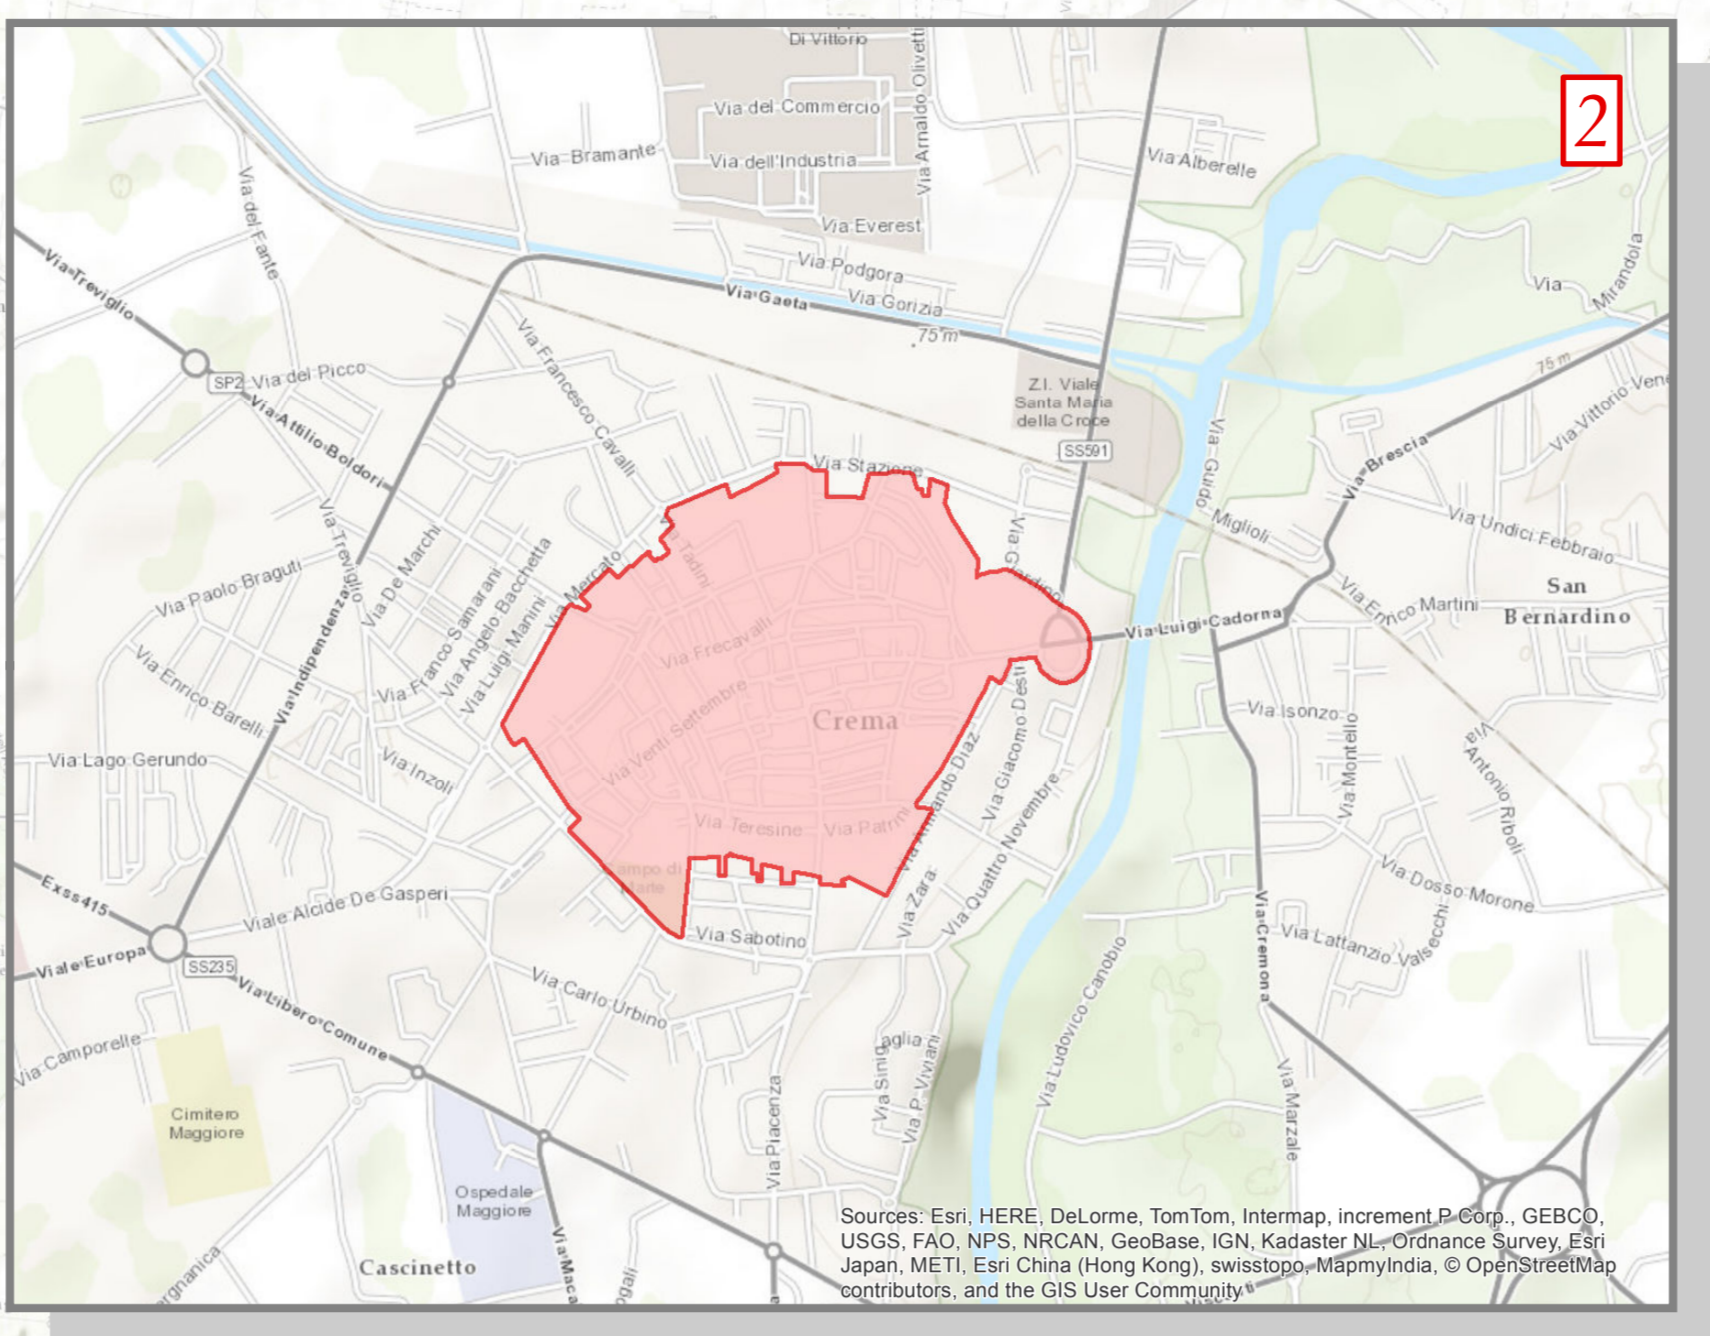 Di Vittorio
2
Via del Commercio
Via Arnaldo Olivetti
Via Bramante
Via dell'Industria
Via Alberelle
Via del Fante
Via Everest
Via Treviglio
Via Podgora
Via
Mirandola
Via Gaeta
Via Gorizia
75 m
75 m
SP2
Via del Picco
Via Francesco Cavalli
Z.I. Viale
Santa Maria
della Croce
Via Attilio Boldori
SS591
Via Guido Miglioli
Via Brescia
Via Vittorio Vene
Via Stazione
Via Treviglio
Via De Marchi
Via Tadini
Via Giardino
Via Undici Febbraio
Via Paolo Braguti
Via Franco Samarani
Via Angelo Bacchetta
Via Luigi Manini
Via Mercato
Via Enrico Martini
San
Bernardino
Via Luigi Cadorna
Via Indipendenza
Via Enrico Barelli
Via Frecavalli
Via Venti Settembre
Crema
Via Giacomo Desti
Via Isonzo
Via Montello
Via
Antonio Riboli
Via Lago Gerundo
Via Inzoli
Via Armando Diaz
Via Quattro Novembre
Via Teresine
Via Patrini
Campo di
Marte
Via Zara
Via Dosso Morone
Exss415
Viale Alcide De Gasperi
Via Sabotino
Via Cremona
Via Lattanzio Valsecchi
Viale Europa
SS235
Via Libero Comune
Via Carlo Urbino
Via Ludovico Canobio
Via Camporelle
Via Sinig
aglia
Via P. Viviani
Via Piacenza
Via Marzale
Cimitero
Maggiore
Ospedale
Maggiore
Cascinetto
Via Maca
ergnanica
ogali
Sources: Esri, HERE, DeLorme, TomTom, Intermap, increment P Corp., GEBCO,
USGS, FAO, NPS, NRCAN, GeoBase, IGN, Kadaster NL, Ordnance Survey, Esri
Japan, METI, Esri China (Hong Kong), swisstopo, MapmyIndia, © OpenStreetMap
contributors, and the GIS User Community